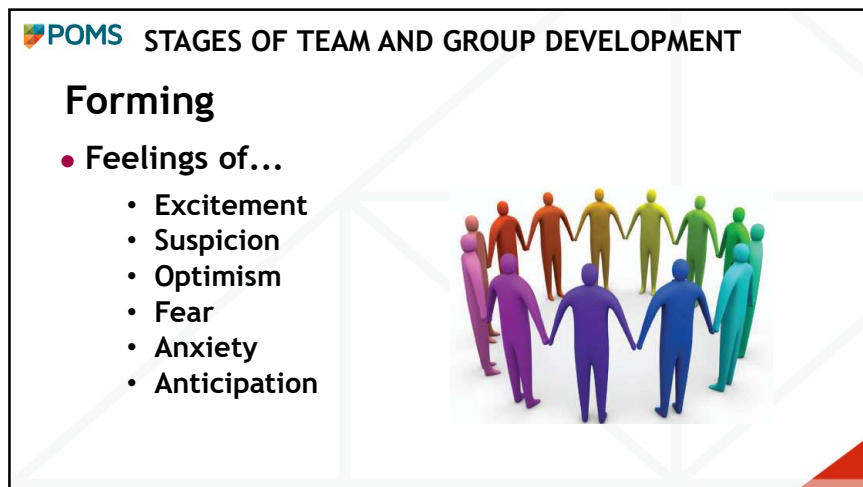 POMS STAGES OF TEAM AND GROUP DEVELOPMENT
Forming
• Feelings of...
• Excitement
• Suspicion
• Optimism
• Fear
• Anxiety
• Anticipation